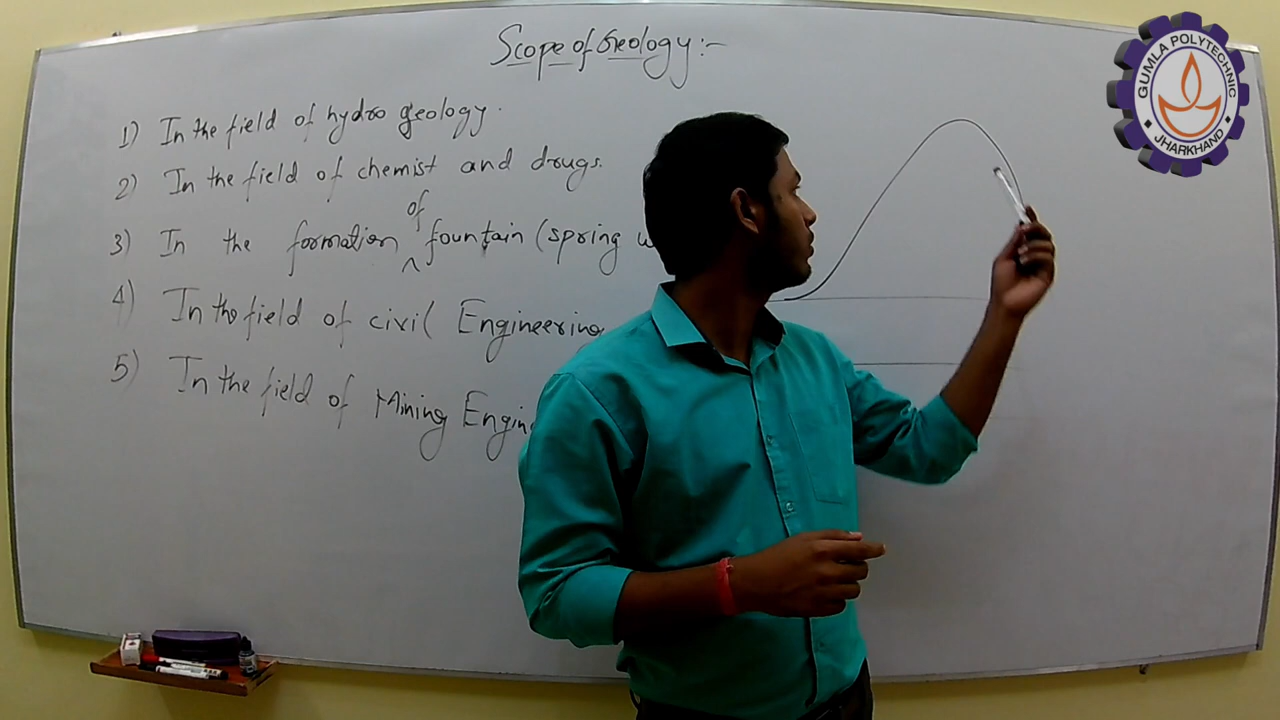 Scope of Geology :-
1) In the field of hydro geology.
2) In the field of chemist and drugs.
3) In the formation of fountain (spring
4) In the field of civil Engineering
5) In the field of Mining
GUMLA POLYTECHNIC
JHARKHAND